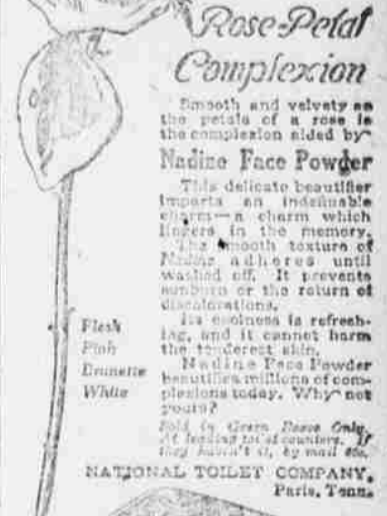 Rose-Petal
Complexion
Smooth and velvety as
the petals of a rose is
the complexion aided by
Nadine Face Powder
This delicate beautifier
imparts an indefinable
charm—a charm which
lingers in the memory.
The smooth texture of
Nadine adheres until
washed off. It prevents
sunburn or the return of
discolorations.
Its coolness is refresh-
ing, and it cannot harm
the tenderest skin.
Nadine Face Powder
beautifies millions of com-
plexions today. Why not
yours?
Flesh
Pink
Brunette
White
Sold in Green Boxes Only.
At leading toilet counters. If
they haven't it, by mail
NATIONAL TOILET COMPANY,
Paris, Tenn.